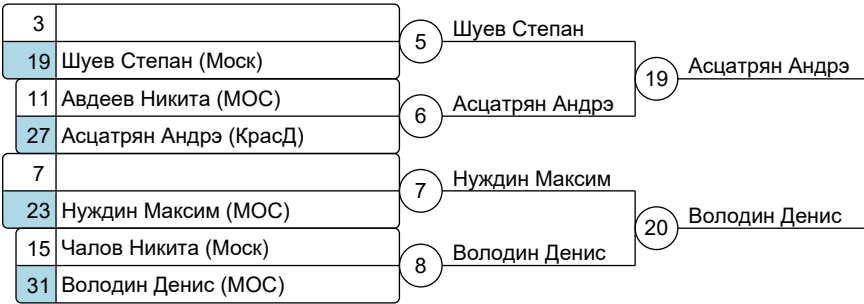 3
5
Шуев Степан
19 Шуев Степан (Моск)
19
Асцатрян Андрэ
11 Авдеев Никита (МОС)
6
Асцатрян Андрэ
27 Асцатрян Андрэ (КрасД)
7
7
Нуждин Максим
23 Нуждин Максим (МОС)
20
Володин Денис
15 Чалов Никита (Моск)
8
Володин Денис
31 Володин Денис (МОС)